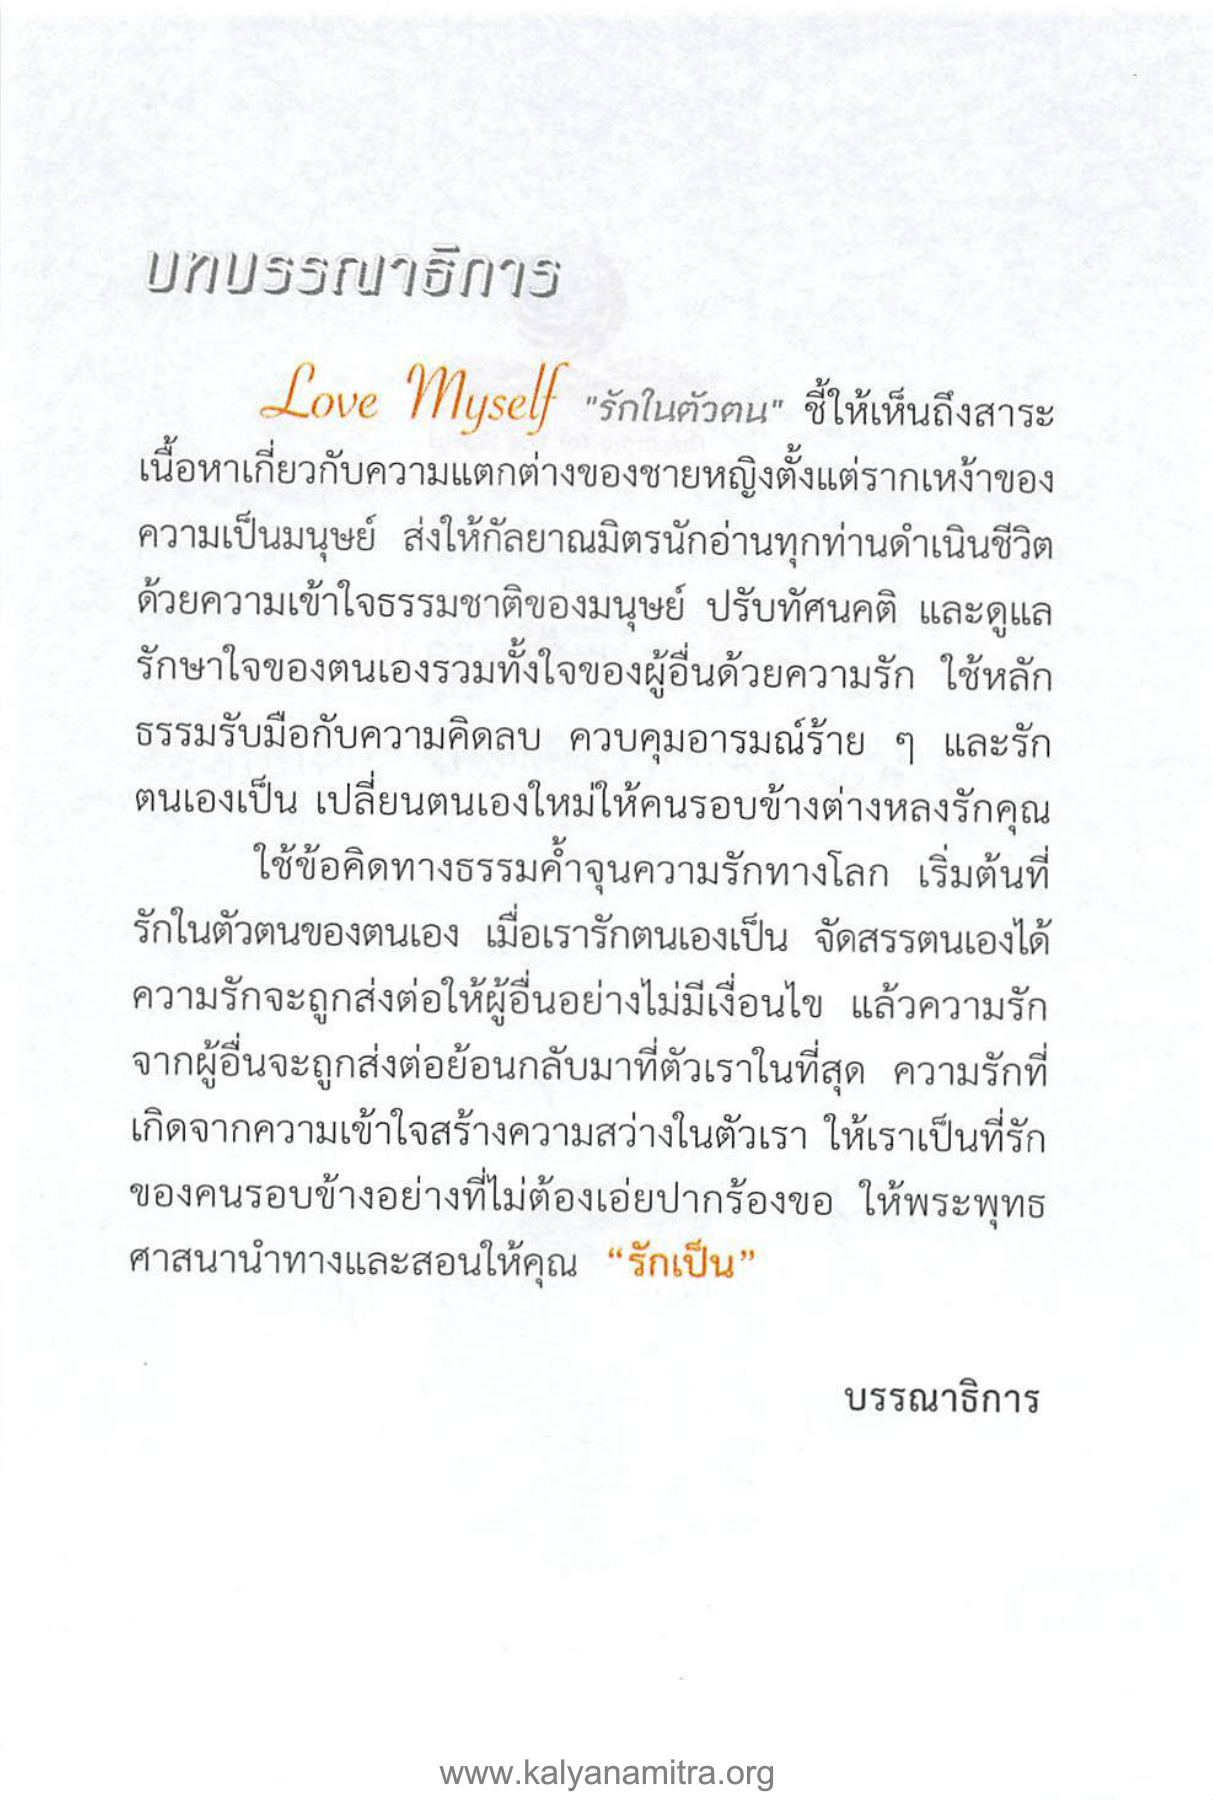 บทบรรณาธิการ
Love Myself "รักในตัวตน" ชี้ให้เห็นถึงสาระ
เนื้อหาเกี่ยวกับความแตกต่างของชายหญิงตั้งแต่รากเหง้าของ
ความเป็นมนุษย์ ส่งให้กัลยาณมิตรนักอ่านทุกท่านดำเนินชีวิต
ด้วยความเข้าใจธรรมชาติของมนุษย์ ปรับทัศนคติ และดูแล
รักษาใจของตนเองรวมทั้งใจของผู้อื่นด้วยความรัก ใช้หลัก
ธรรมรับมือกับความคิดลบ ควบคุมอารมณ์ร้าย ๆ และรัก
ตนเองเป็น เปลี่ยนตนเองใหม่ให้คนรอบข้างต่างหลงรักคุณ
ใช้ข้อคิดทางธรรมค้ำจุนความรักทางโลก เริ่มต้นที่
รักในตัวตนของตนเอง เมื่อเรารักตนเองเป็น จัดสรรตนเองได้
ความรักจะถูกส่งต่อให้ผู้อื่นอย่างไม่มีเงื่อนไข แล้วความรัก
จากผู้อื่นจะถูกส่งต่อย้อนกลับมาที่ตัวเราในที่สุด ความรักที่
เกิดจากความเข้าใจสร้างความสว่างในตัวเรา ให้เราเป็นที่รัก
ของคนรอบข้างอย่างที่ไม่ต้องเอ่ยปากร้องขอ ให้พระพุทธ
ศาสนานำทางและสอนให้คุณ “รักเป็น”
บรรณาธิการ
www.kalyanamitra.org